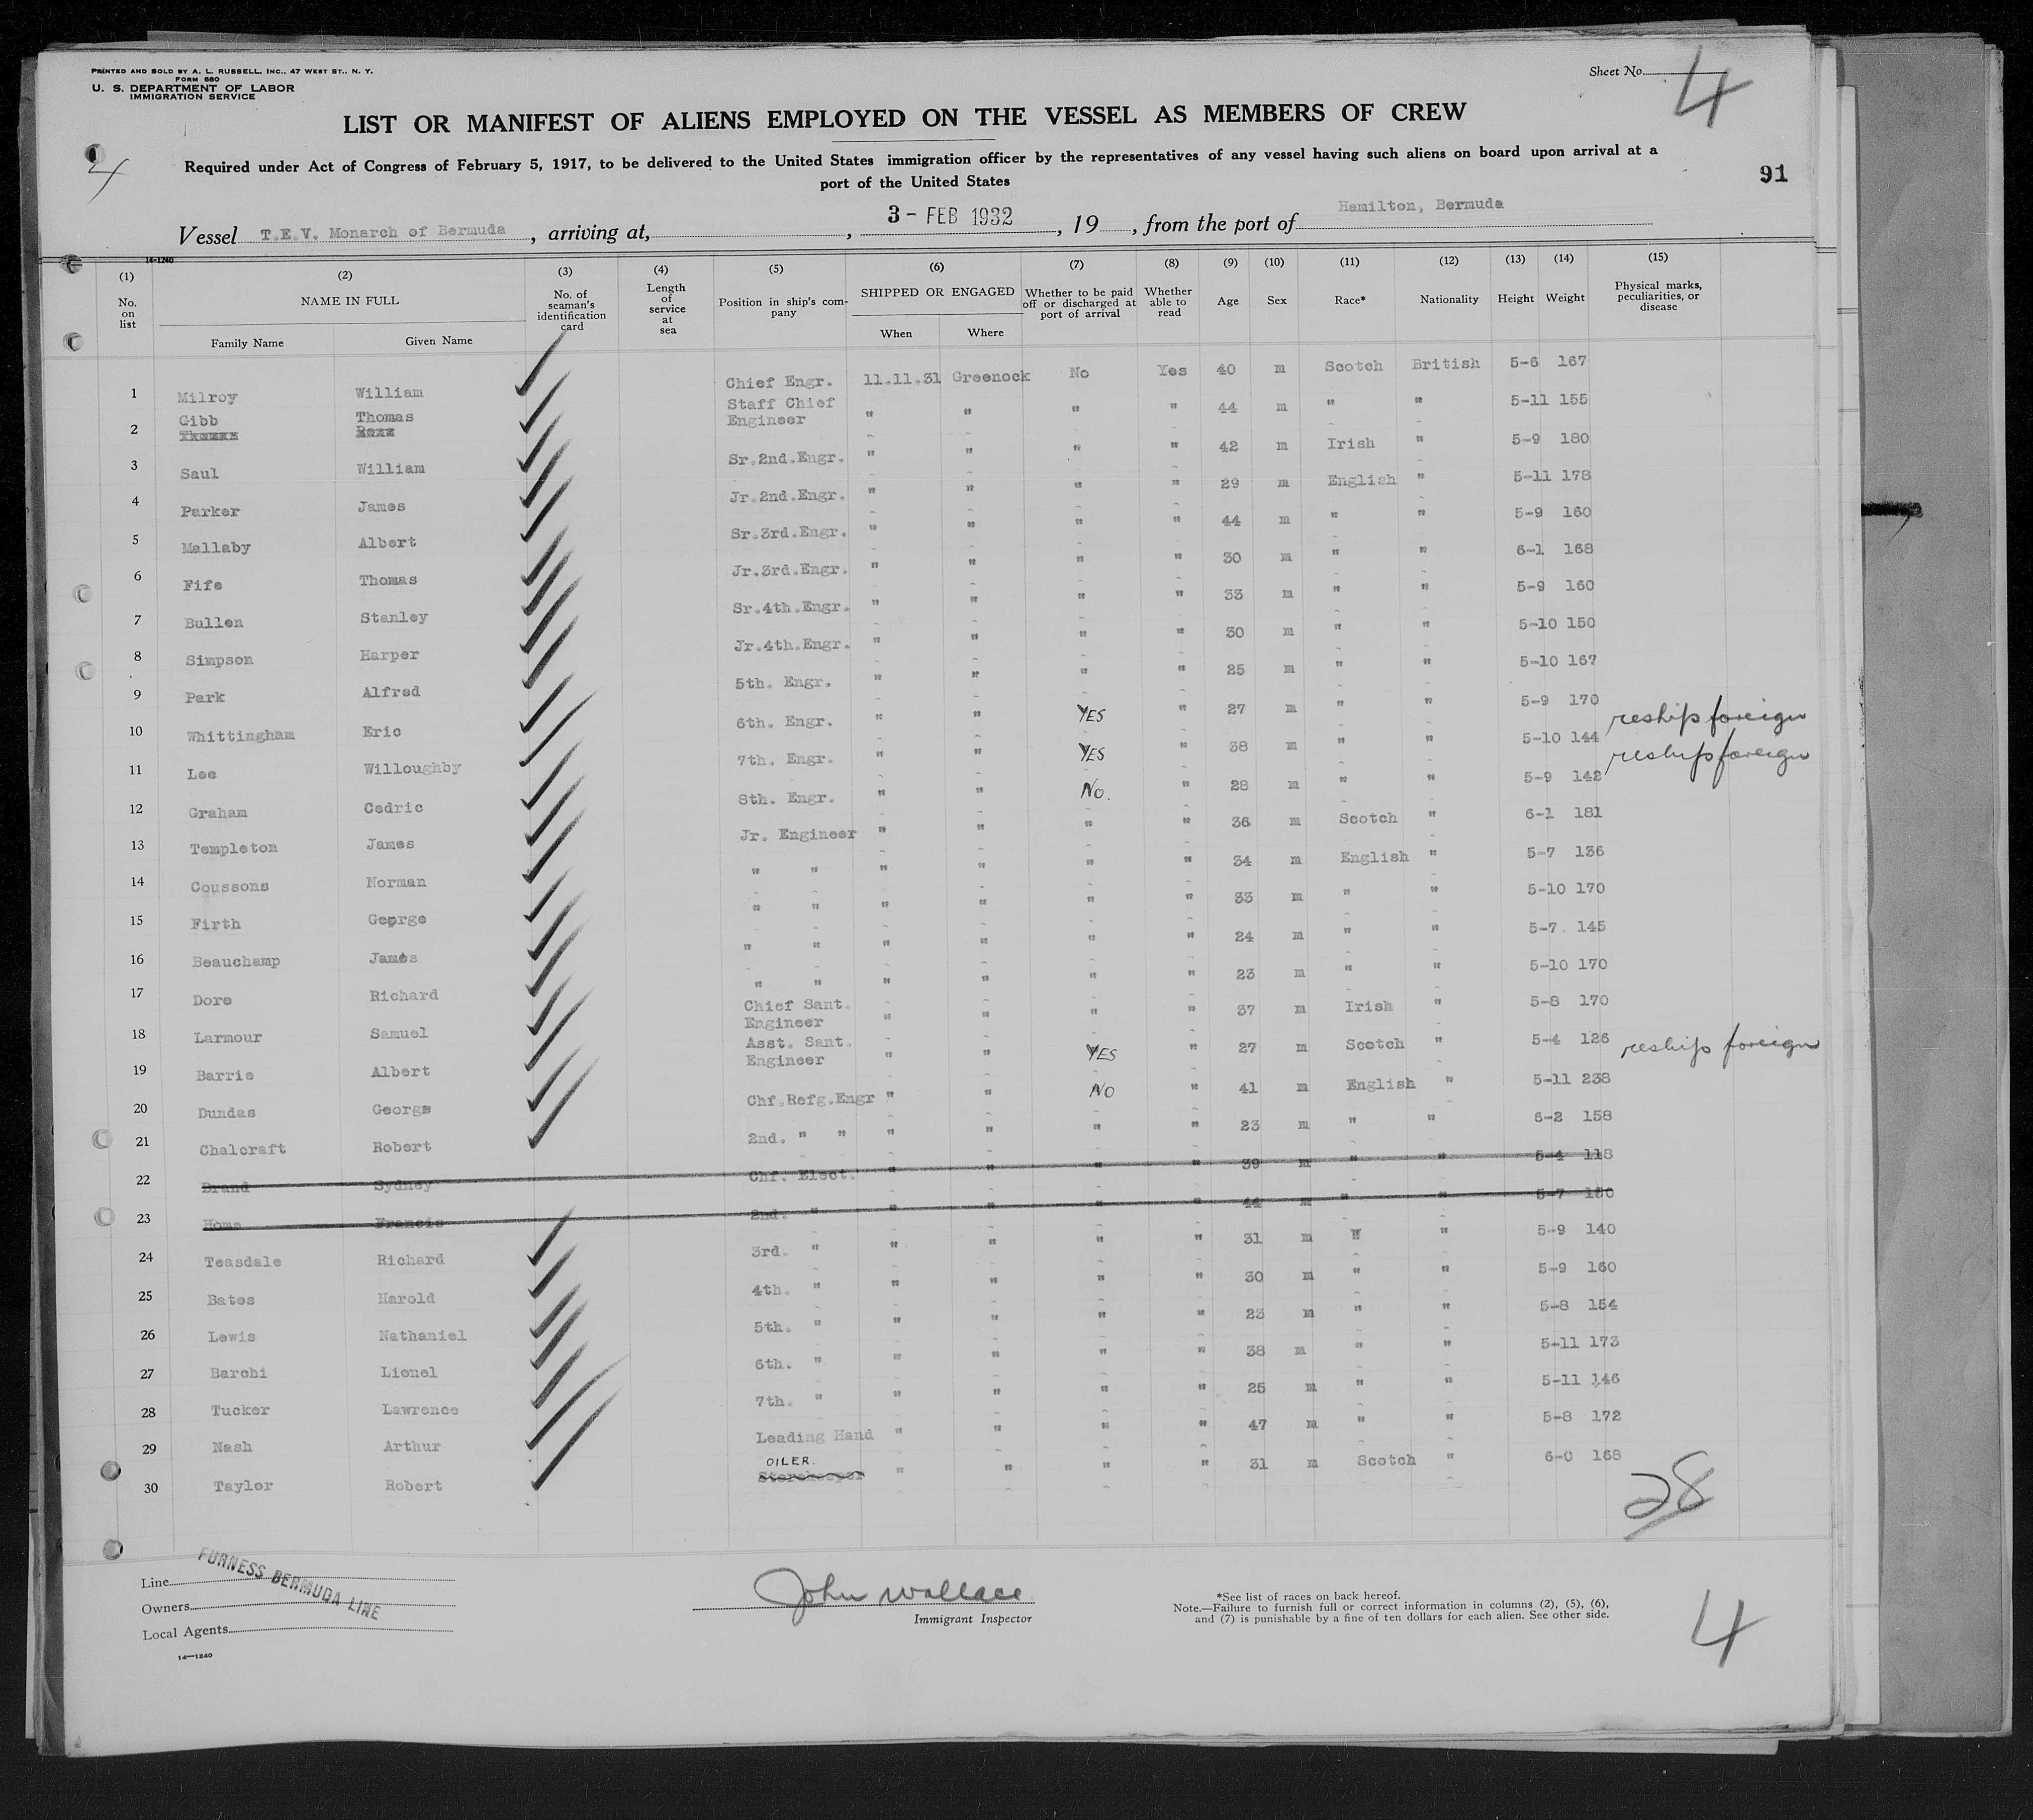 PRINTED AND SOLD BY A. L. RUSSELL, INC., 47 WEST ST., N. Y.
FORM 680
U. S. DEPARTMENT OF LABOR
IMMIGRATION SERVICE
Sheet No. 4
LIST OR MANIFEST OF ALIENS EMPLOYED ON THE VESSEL AS MEMBERS OF CREW
4
Required under Act of Congress of February 5, 1917, to be delivered to the United States immigration officer by the representatives of any vessel having such aliens on board upon arrival at a
port of the United States
91
Vessel T.E.V. Monarch of Bermuda, arriving at, , 3 - FEB 1932, 19 , from the port of Hamilton, Bermuda
14-1240
(1) (2) (3) (4) (5) (6) (7) (8) (9) (10) (11) (12) (13) (14) (15)
No. on list NAME IN FULL No. of seaman's identification card Length of service at sea Position in ship's company SHIPPED OR ENGAGED Whether to be paid off or discharged at port of arrival Whether able to read Age Sex Race* Nationality Height Weight Physical marks, peculiarities, or disease
Family Name Given Name When Where
1 Milroy William Chief Engr. 11.11.31 Greenock No Yes 40 m Scotch British 5-6 167
2 Gibb Thomas Staff Chief Engineer " " " " 44 m " " 5-11 155
3 Saul William Sr.2nd.Engr. " " " " 42 m Irish " 5-9 180
4 Parker James Jr.2nd.Engr. " " " " 29 m English " 5-11 178
5 Mallaby Albert Sr.3rd.Engr. " " " " 44 m " " 5-9 160
6 Fife Thomas Jr.3rd.Engr. " " " " 30 m " " 6-1 168
7 Bullen Stanley Sr.4th.Engr. " " " " 33 m " " 5-9 160
8 Simpson Harper Jr.4th.Engr. " " " " 30 m " " 5-10 150
9 Park Alfred 5th. Engr. " " " " 25 m " " 5-10 167
10 Whittingham Eric 6th. Engr. " " YES " 27 m " " 5-9 170 reship foreign
11 Lee Willoughby 7th. Engr. " " YES " 38 m " " 5-10 144 reship foreign
12 Graham Cedric 8th. Engr. " " No. " 28 m " " 5-9 142
13 Templeton James Jr. Engineer " " " " 36 m Scotch " 6-1 181
14 Coussons Norman " " " " " " 34 m English " 5-7 136
15 Firth George " " " " " " 33 m " " 5-10 170
16 Beauchamp James " " " " " " 24 m " " 5-7. 145
17 Dore Richard " " " " " " 23 m " " 5-10 170
18 Larmour Samuel Chief Sant. Engineer " " " " 37 m Irish " 5-8 170
19 Barrie Albert Asst. Sant. Engineer " " YES " 27 m Scotch " 5-4 126 reship foreign
20 Dundas George Chf.Refg.Engr " " NO " 41 m English " 5-11 238
21 Chalcraft Robert 2nd. " " " " " " 23 m " " 6-2 158
22 Brand Sydney Chf. Elect. " " " " 39 m " " 5-4 118
23 Home Francis 2nd. " " " " " 44 m " " 5-7 150
24 Teasdale Richard 3rd. " " " " " 31 m " " 5-9 140
25 Bates Harold 4th. " " " " " 30 m " " 5-9 160
26 Lewis Nathaniel 5th. " " " " " 23 m " " 5-8 154
27 Barchi Lionel 6th. " " " " " 38 m " " 5-11 173
28 Tucker Lawrence 7th. " " " " " 25 m " " 5-11 146
29 Nash Arthur Leading Hand " " " " 47 m " " 5-8 172
30 Taylor Robert OILER. Storekeeper " " " " 31 m Scotch " 6-0 168
28
Line
Owners
Local Agents
FURNESS BERMUDA LINE
14—1240
John Wallace
Immigrant Inspector
*See list of races on back hereof.
Note.—Failure to furnish full or correct information in columns (2), (5), (6),
and (7) is punishable by a fine of ten dollars for each alien. See other side.
4